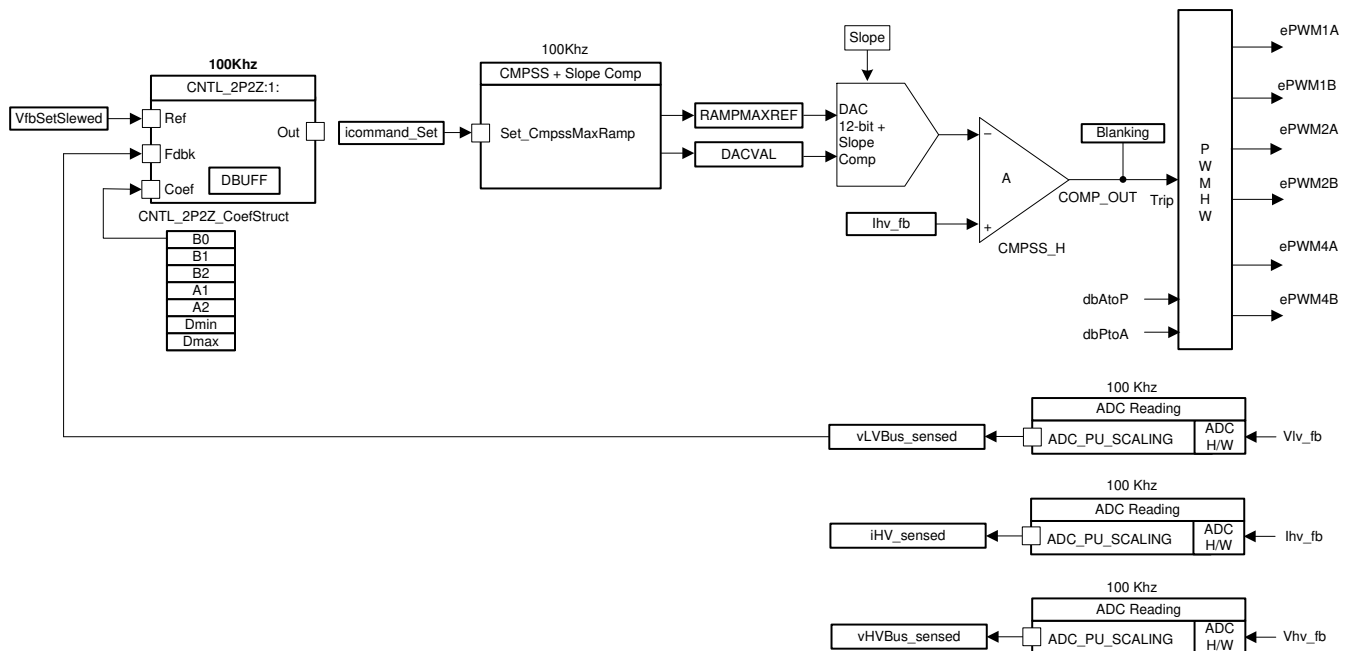 100Khz
CNTL_2P2Z:1:
VfbSetSlewed
Ref
Fdbk
Coef
Out
DBUFF
CNTL_2P2Z_CoefStruct
B0
B1
B2
A1
A2
Dmin
Dmax
icommand_Set
100Khz
CMPSS + Slope Comp
Set_CmpssMaxRamp
RAMPMAXREF
DACVAL
Slope
DAC
12-bit +
Slope
Comp
Ihv_fb
−
A
+
CMPSS_H
Blanking
COMP_OUT
Trip
dbAtoP
dbPtoA
P
W
M
H
W
ePWM1A
ePWM1B
ePWM2A
ePWM2B
ePWM4A
ePWM4B
100 Khz
ADC Reading
vLVBus_sensed
ADC_PU_SCALING
ADC
H/W
Vlv_fb
100 Khz
ADC Reading
iHV_sensed
ADC_PU_SCALING
ADC
H/W
Ihv_fb
100 Khz
ADC Reading
vHVBus_sensed
ADC_PU_SCALING
ADC
H/W
Vhv_fb